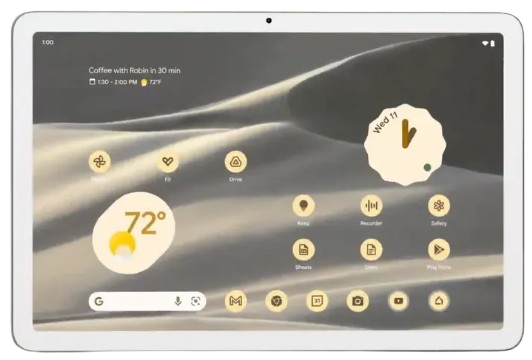 1:00
Coffee with Robin in 30 min
1:30 - 2:00 PM 72°F
Wed 11
Fit
Drive
72°
Keep
Recorder
Safety
Sheets
Docs
Play Store
G
31